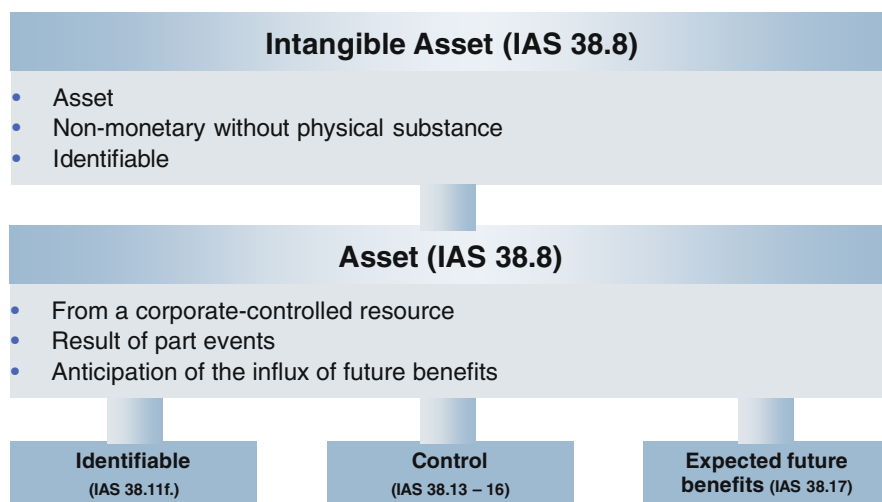 Intangible Asset (IAS 38.8)
• Asset
• Non-monetary without physical substance
• Identifiable
Asset (IAS 38.8)
• From a corporate-controlled resource
• Result of part events
• Anticipation of the influx of future benefits
Identifiable
(IAS 38.11f.)
Control
(IAS 38.13 – 16)
Expected future
benefits (IAS 38.17)